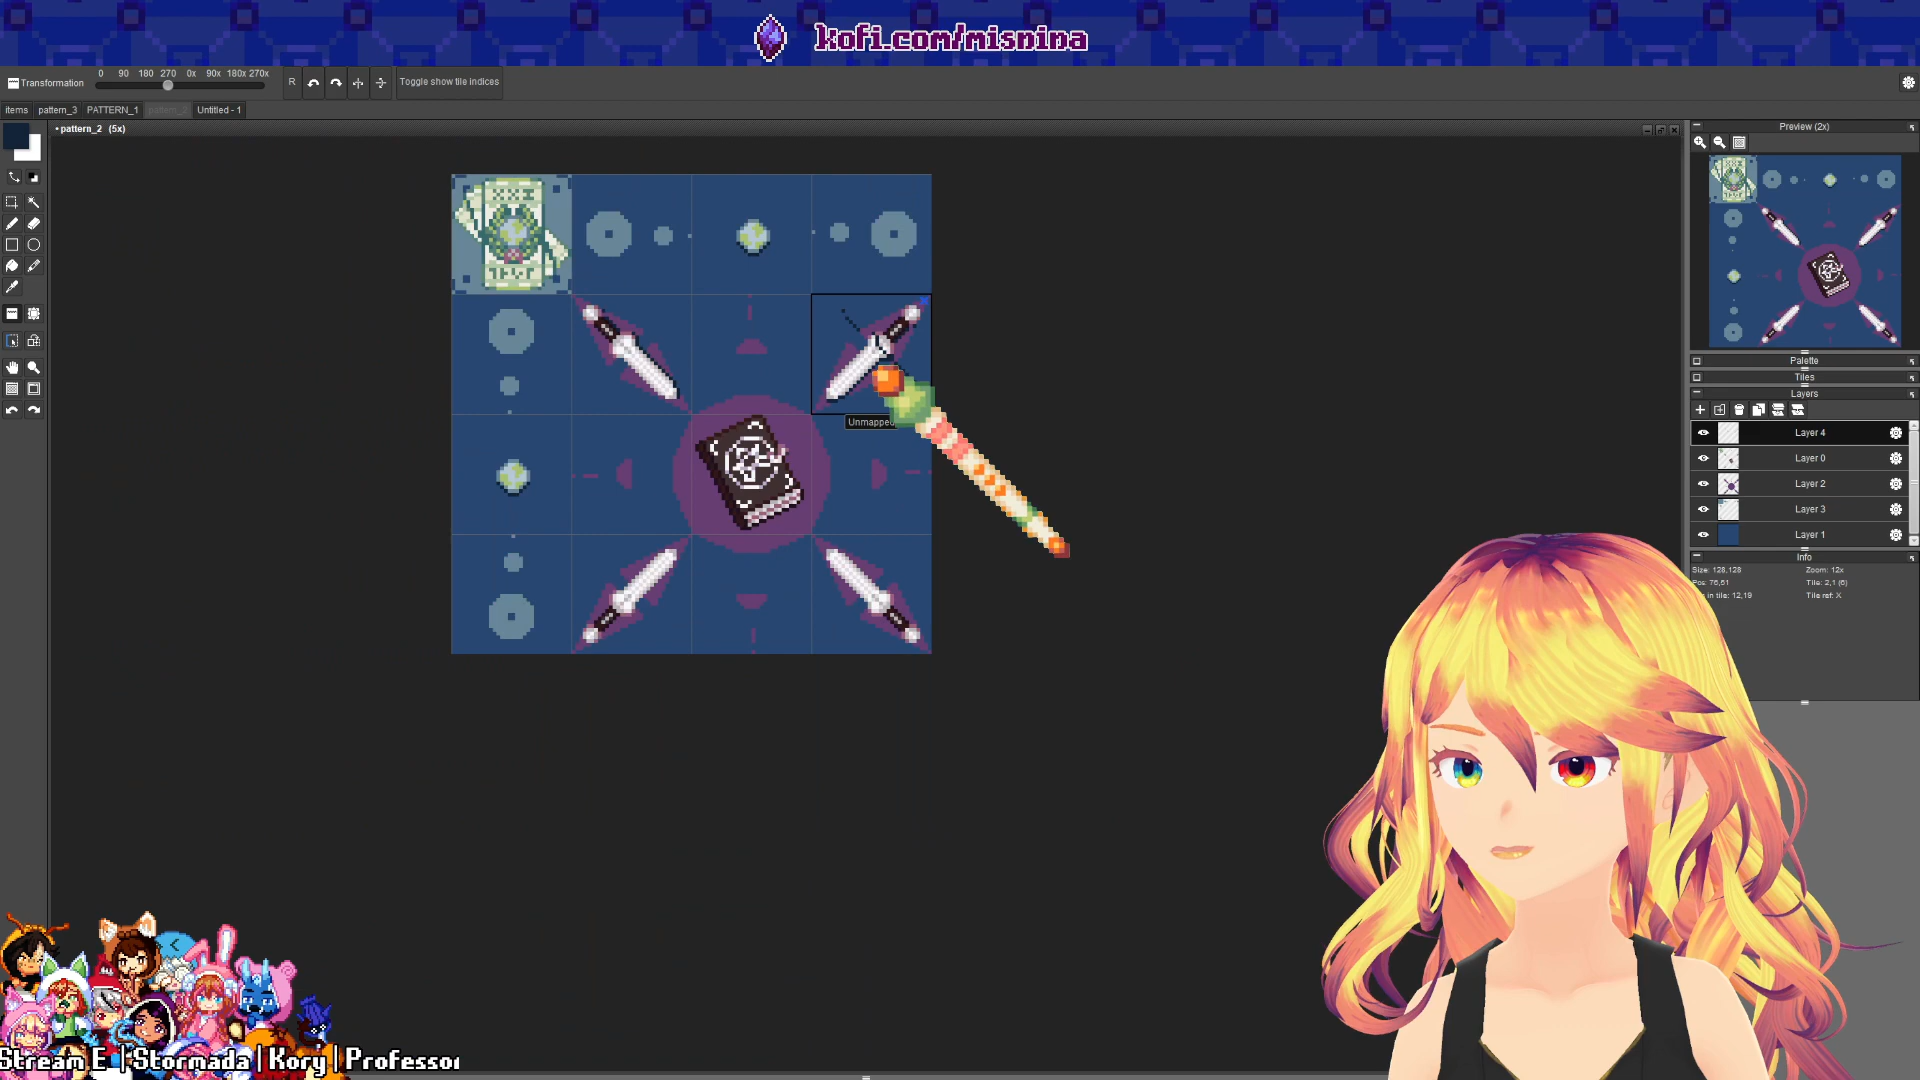 kofi.com/misnina
Transformation
0 90 180 270 0x 90x 180x 270x
R
Toggle show tile indices
items
pattern_3
PATTERN_1
pattern_2
Untitled - 1
•pattern_2 (5x)
Preview (2x)
Palette
Tiles
Layers
Layer 4
Layer 0
Layer 2
Layer 3
Layer 1
Info
Size: 128,128
Zoom: 12x
Pos: 76,51
Tile: 2,1 (6)
in tile: 12,19
Tile ref: X
XXI
Unmapped
Stream E | Stormada | Kory | Professor